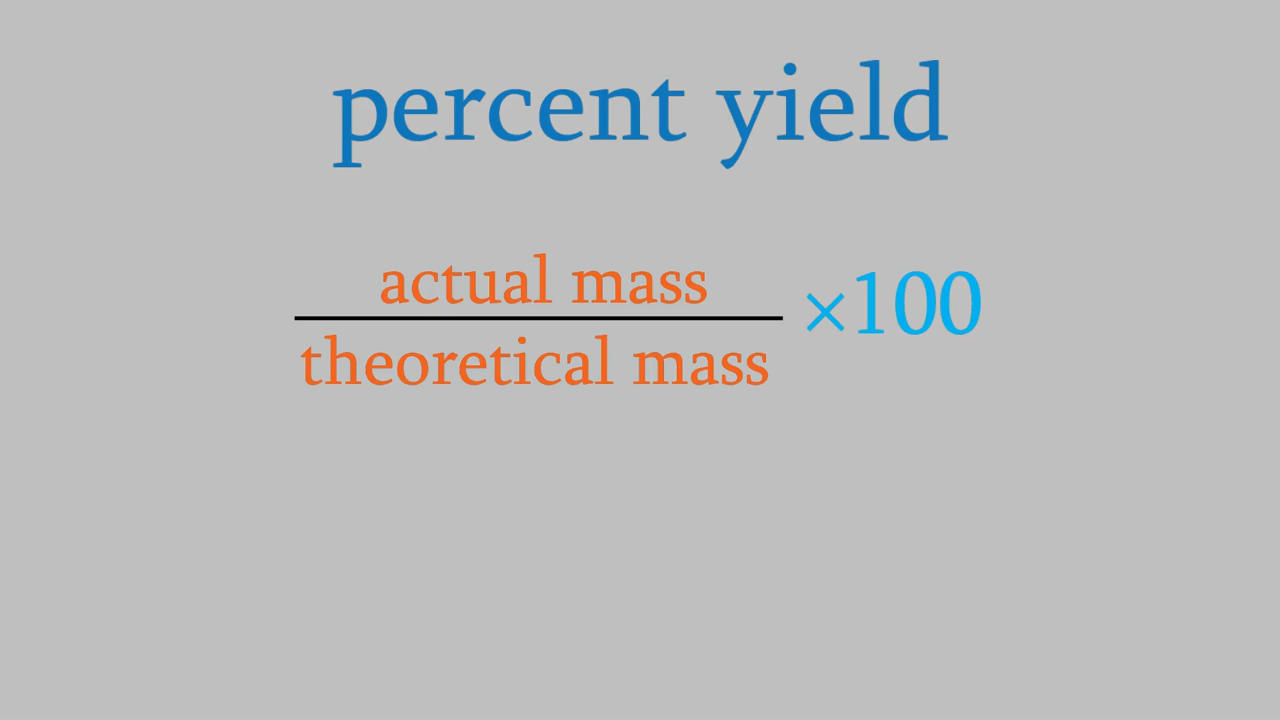 percent yield
actual mass
theoretical mass
×100